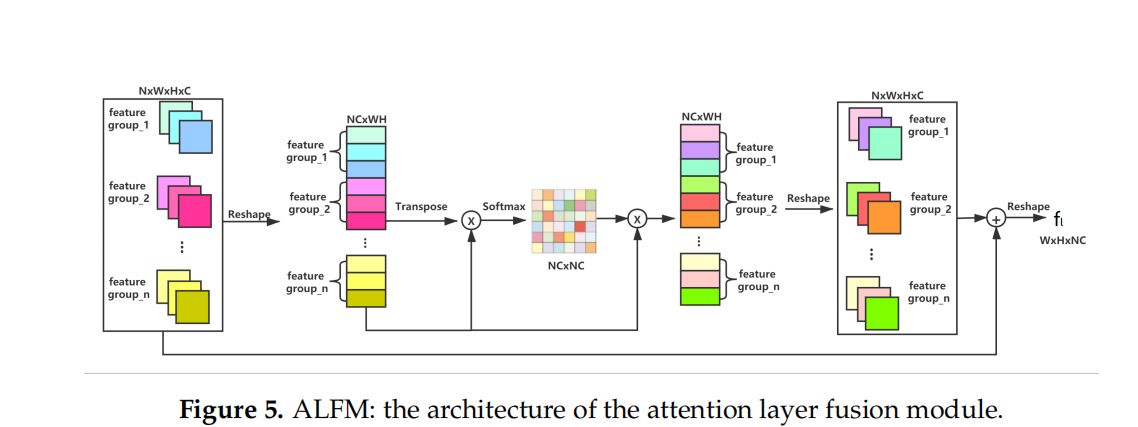 NxWxHxC
feature
group_1
feature
group_2
⋮
feature
group_n
Reshape
NCxWH
feature
group_1
feature
group_2
⋮
feature
group_n
Transpose
x
Softmax
NCxNC
x
NCxWH
feature
group_1
feature
group_2
⋮
feature
group_n
Reshape
NxWxHxC
feature
group_1
feature
group_2
⋮
feature
group_n
+
Reshape
fl
WxHxNC
Figure 5. ALFM: the architecture of the attention layer fusion module.